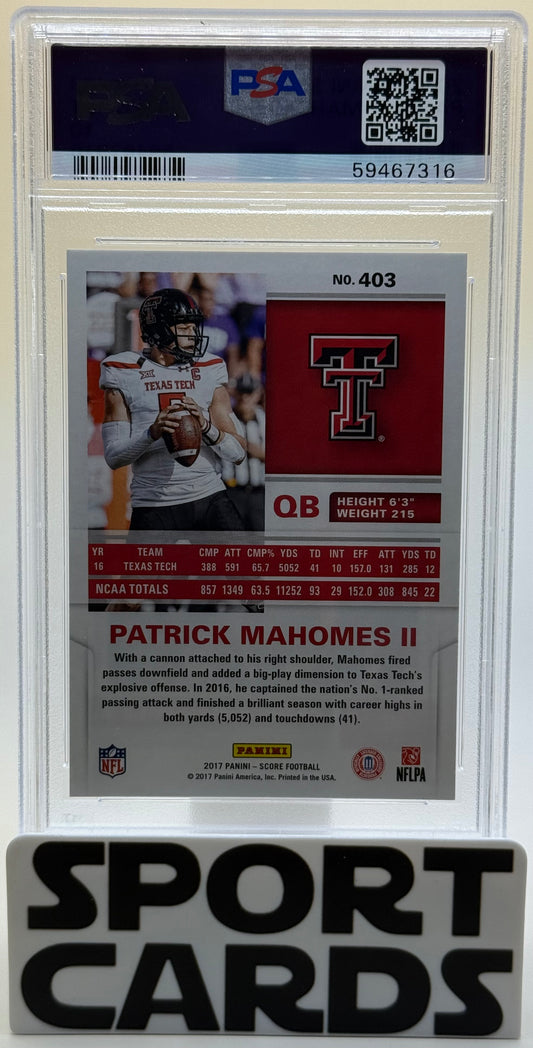 PSA
PSA
59467316
NO. 403
TEXAS TECH
C
QB
HEIGHT 6'3"
WEIGHT 215
YR TEAM CMP ATT CMP% YDS TD INT EFF ATT YDS TD
16 TEXAS TECH 388 591 65.7 5052 41 10 157.0 131 285 12
NCAA TOTALS 857 1349 63.5 11252 93 29 152.0 308 845 22
PATRICK MAHOMES II
With a cannon attached to his right shoulder, Mahomes fired
passes downfield and added a big-play dimension to Texas Tech's
explosive offense. In 2016, he captained the nation's No. 1-ranked
passing attack and finished a brilliant season with career highs in
both yards (5,052) and touchdowns (41).
NFL
PANINI
2017 PANINI – SCORE FOOTBALL
© 2017 Panini America, Inc. Printed in the USA.
NFLPA
SPORT
CARDS